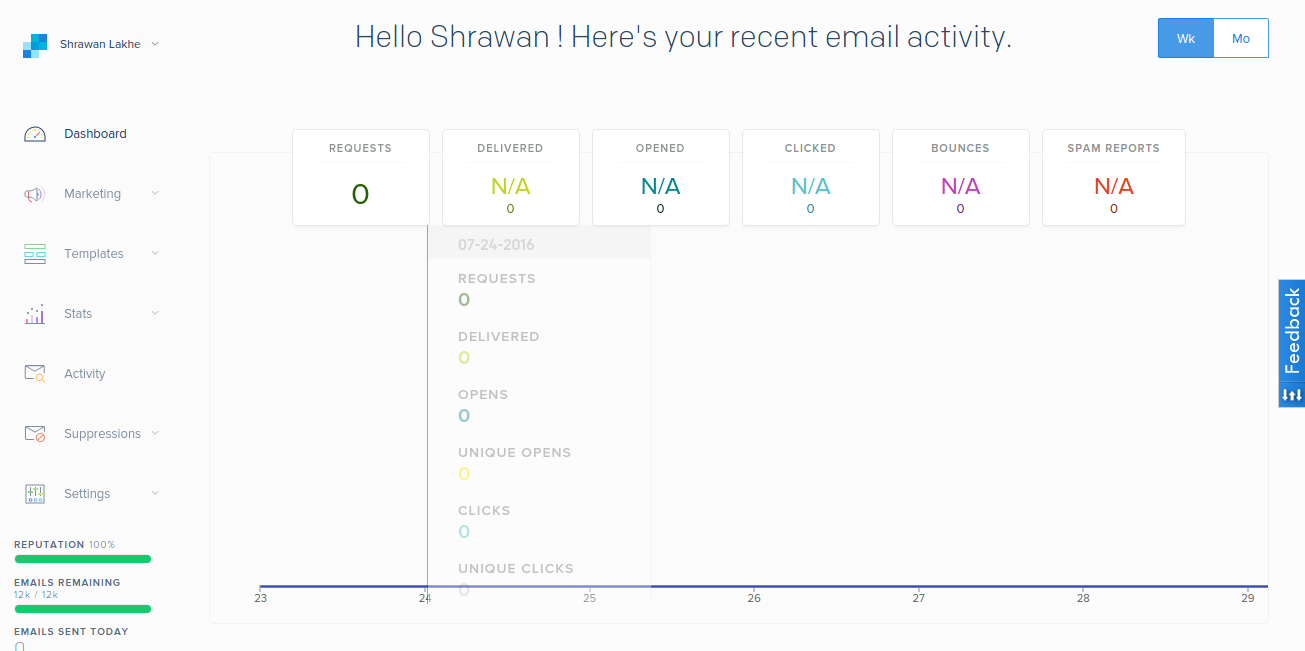 Shrawan Lakhe
Hello Shrawan ! Here's your recent email activity.
Wk Mo
Dashboard
Marketing
Templates
Stats
Activity
Suppressions
Settings
REPUTATION 100%
EMAILS REMAINING
12k / 12k
EMAILS SENT TODAY
REQUESTS
0
DELIVERED
N/A
0
OPENED
N/A
0
CLICKED
N/A
0
BOUNCES
N/A
0
SPAM REPORTS
N/A
0
07-24-2016
REQUESTS
0
DELIVERED
0
OPENS
0
UNIQUE OPENS
0
CLICKS
0
UNIQUE CLICKS
0
23 24 25 26 27 28 29
Feedback